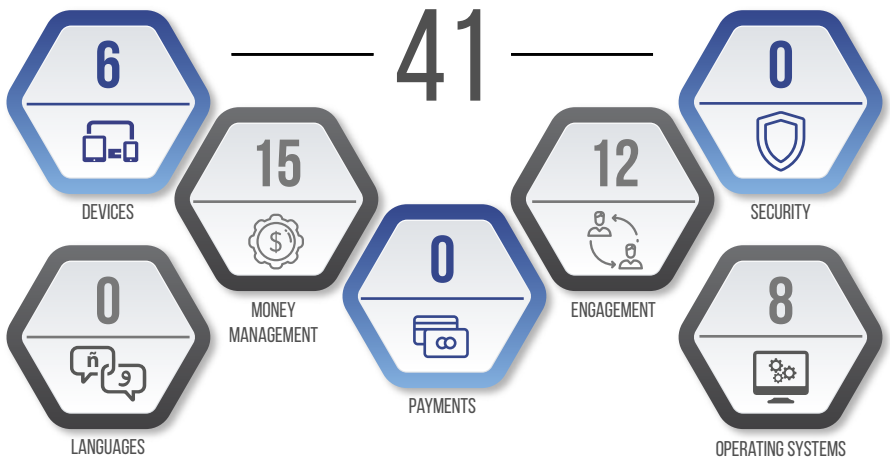 41
6
DEVICES
15
MONEY
MANAGEMENT
0
PAYMENTS
12
ENGAGEMENT
0
SECURITY
0
ñ
و
LANGUAGES
8
$
OPERATING SYSTEMS